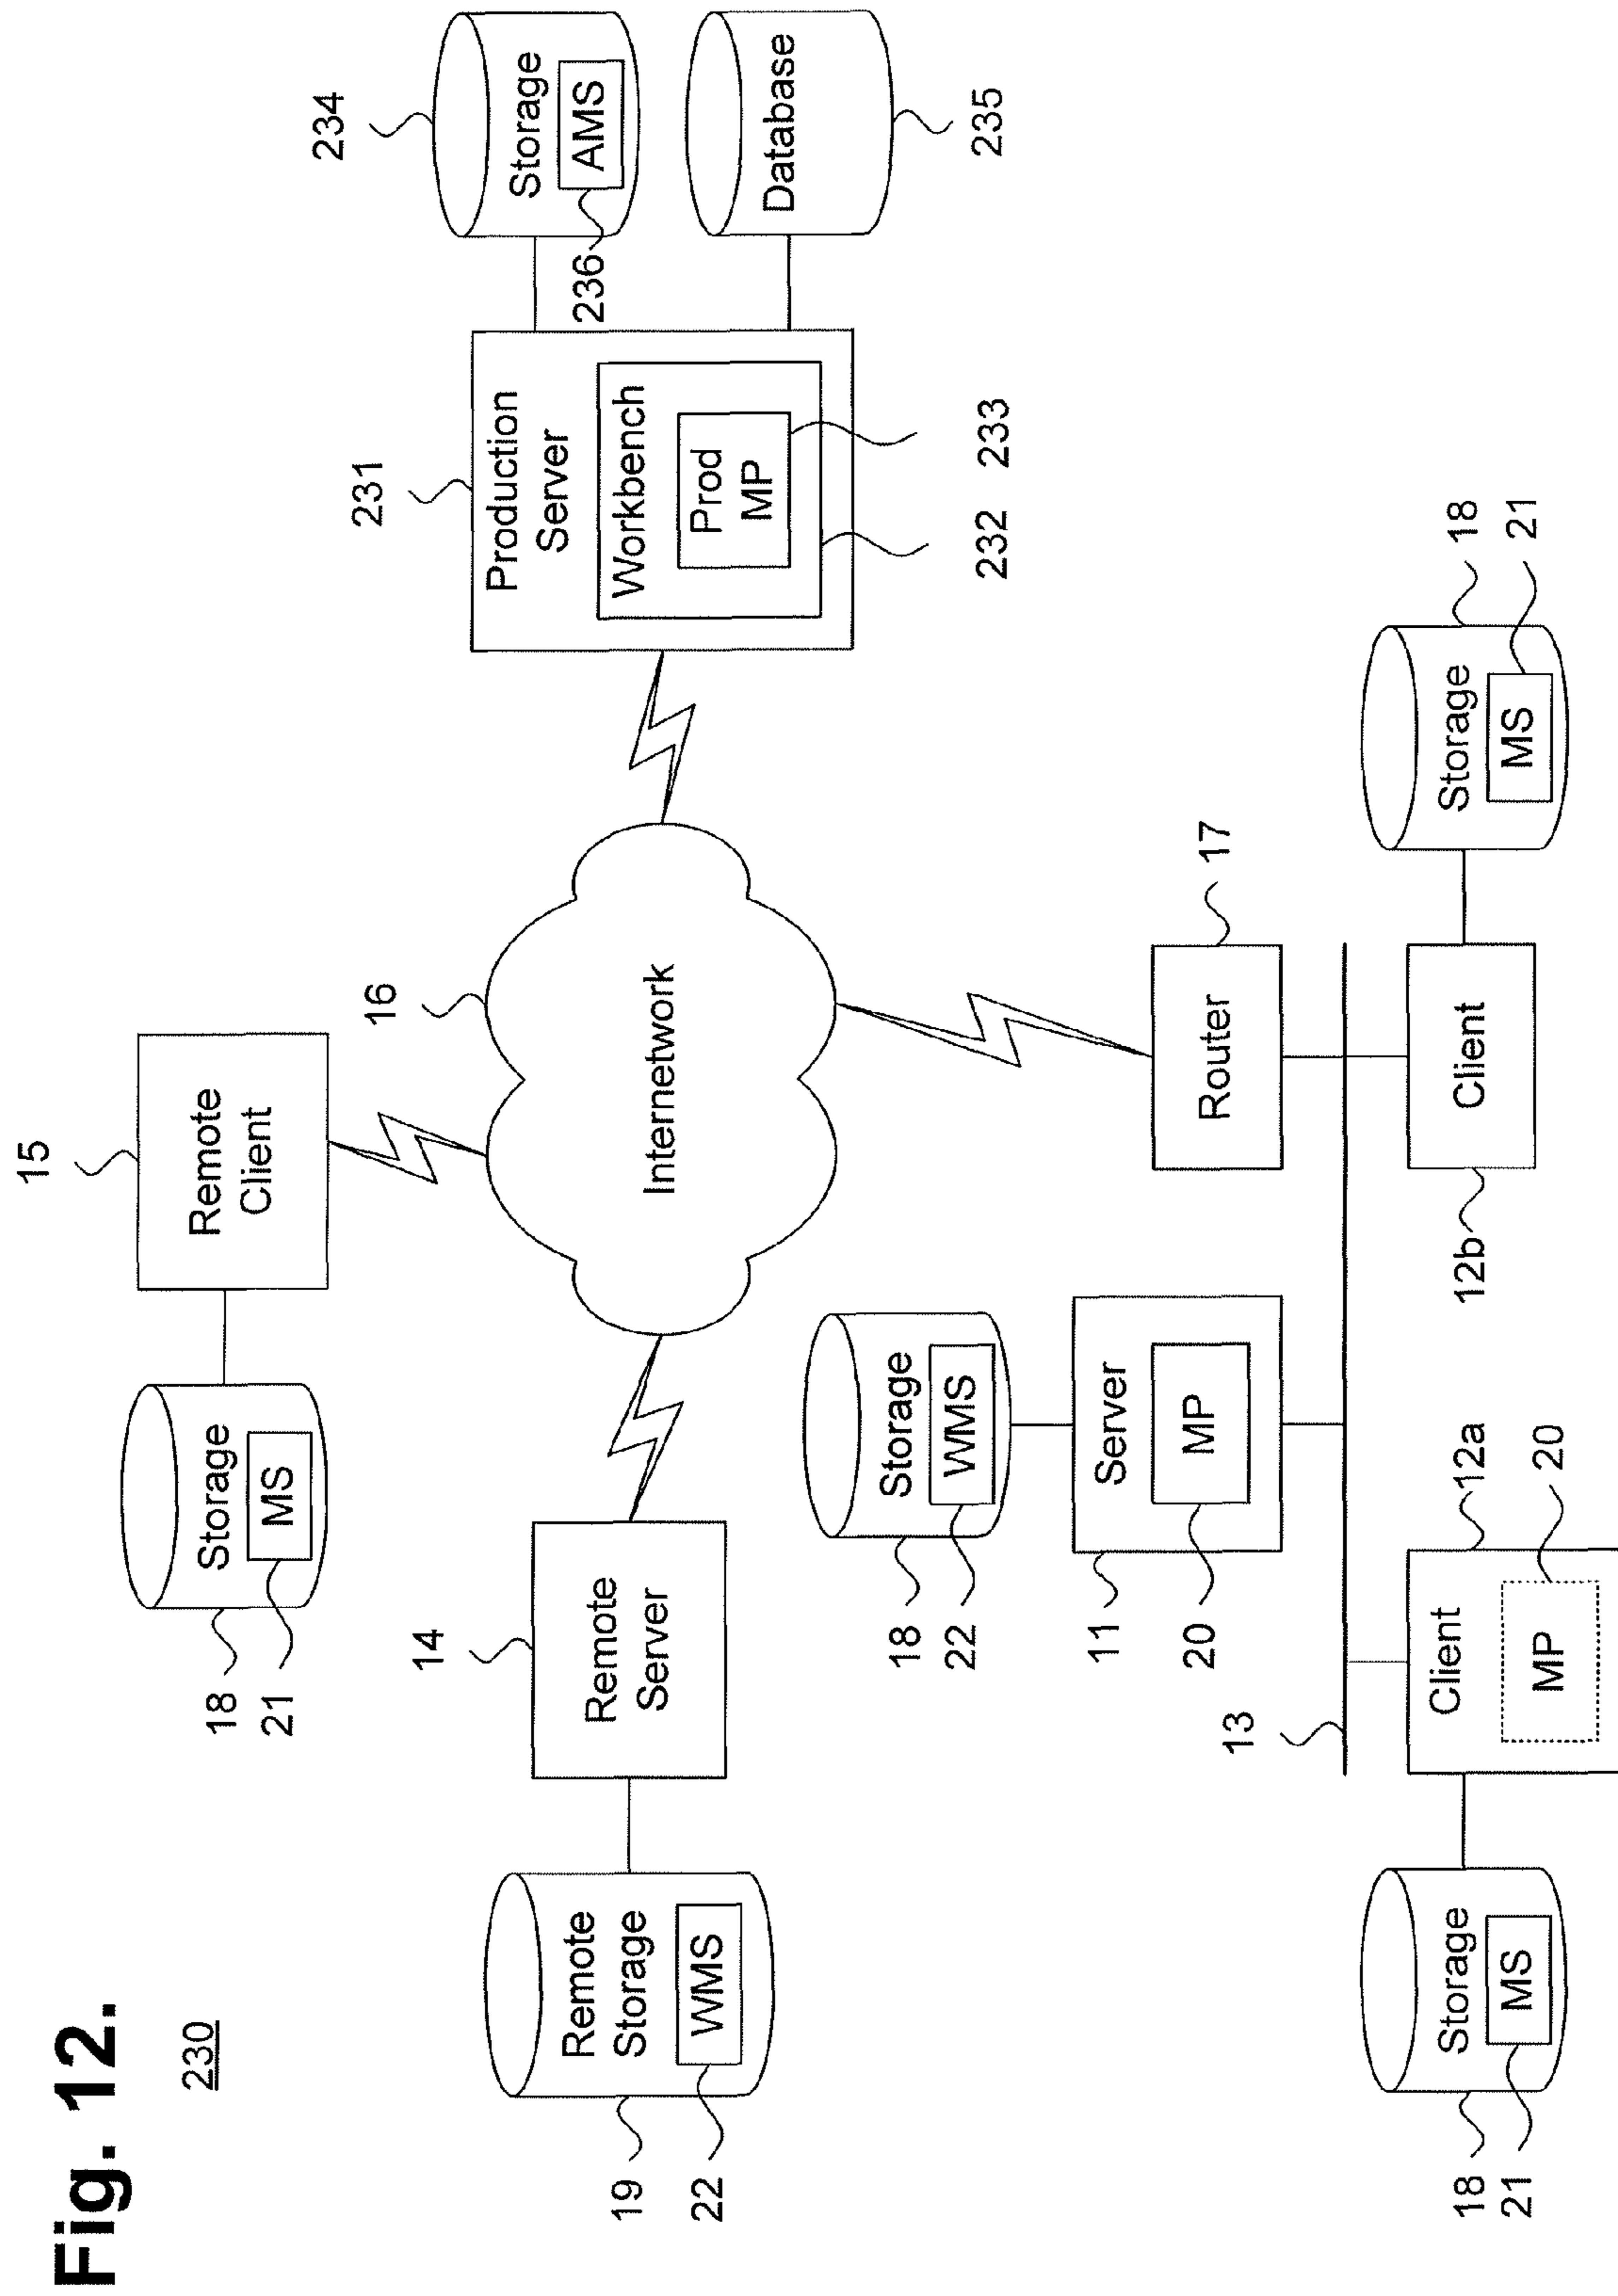 Fig. 12.
230
15
Remote
Client
Storage
MS
18
21
16
Internetwork
14
Remote
Server
Remote
Storage
WMS
19
22
231
Production
Server
Workbench
Prod
MP
232
233
234
Storage
AMS
236
Database
235
Storage
WMS
18
22
Server
MP
11
20
17
Router
13
Client
MP
12a
20
Storage
MS
18
21
Client
12b
Storage
MS
18
21